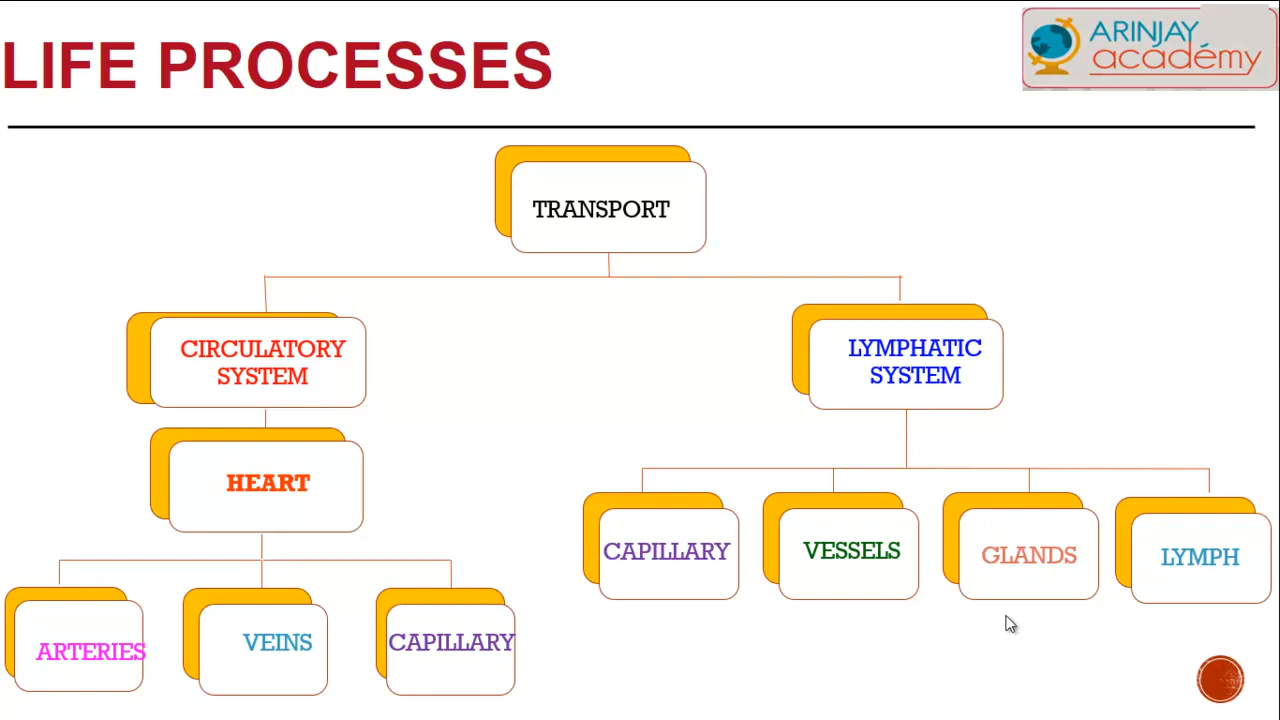 LIFE PROCESSES
ARINJAY
académy
TRANSPORT
CIRCULATORY
SYSTEM
LYMPHATIC
SYSTEM
HEART
CAPILLARY
VESSELS
GLANDS
LYMPH
ARTERIES
VEINS
CAPILLARY